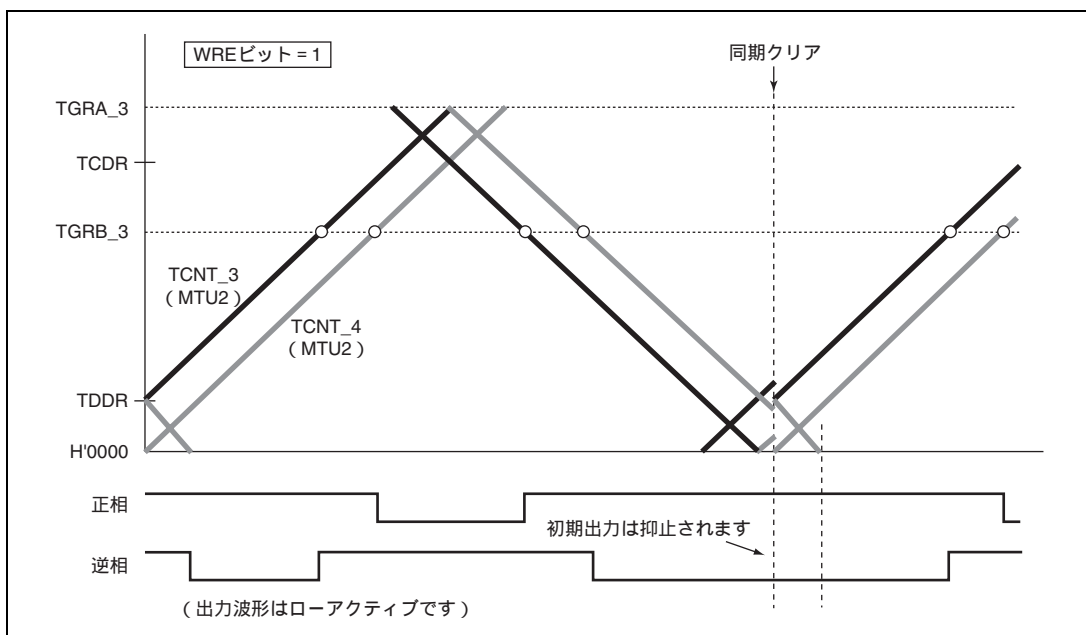 WREビット = 1
同期クリア
TGRA_3
TCDR
TGRB_3
TCNT_3
(MTU2)
TCNT_4
(MTU2)
TDDR
H'0000
正相
初期出力は抑止されます
逆相
(出力波形はローアクティブです)